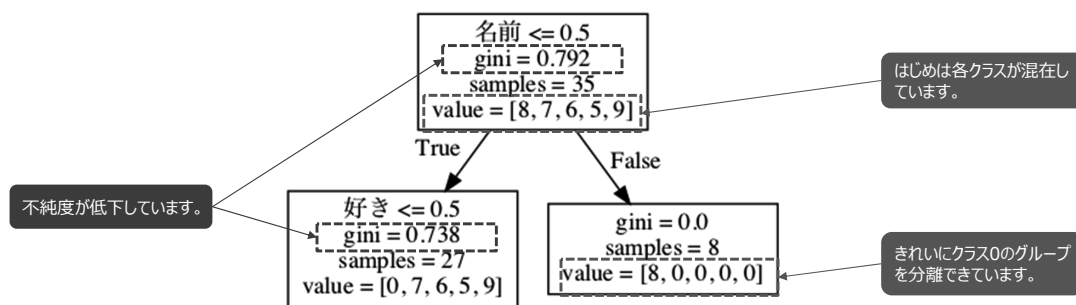 名前 <= 0.5
gini = 0.792
samples = 35
value = [8, 7, 6, 5, 9]
はじめは各クラスが混在し
ています。
True
False
不純度が低下しています。
好き <= 0.5
gini = 0.738
samples = 27
value = [0, 7, 6, 5, 9]
gini = 0.0
samples = 8
value = [8, 0, 0, 0, 0]
きれいにクラス0のグループ
を分離できています。